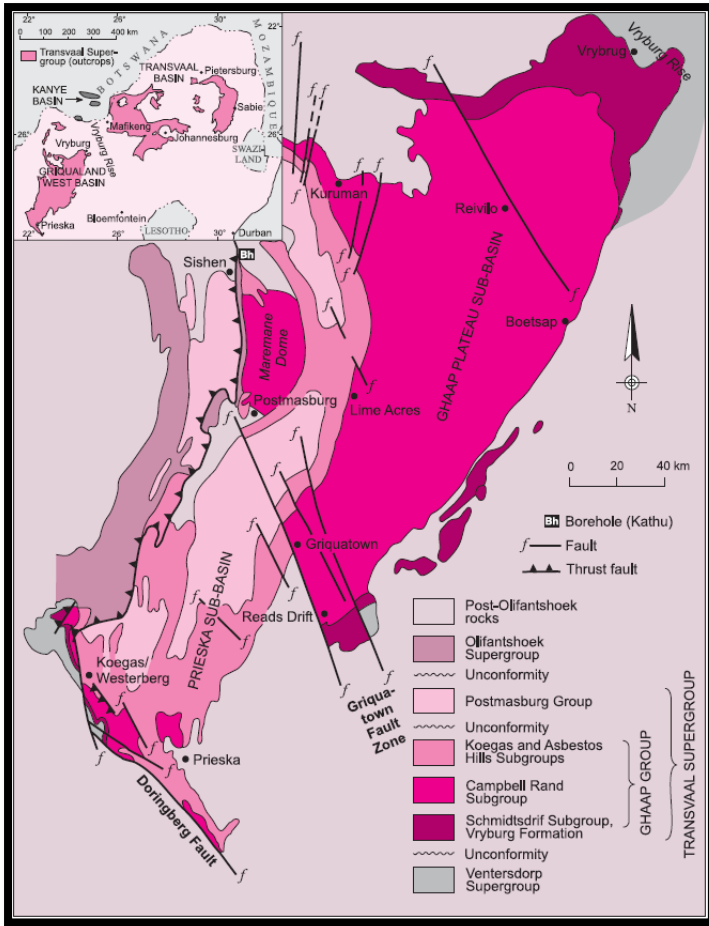 22°
26°
30°
0 100 200 300 400 km
Transvaal Super-
group (outcrops)
BOTSWANA
MOZAMBIQUE
TRANSVAAL
BASIN
Pietersburg
KANYE
BASIN
Sabie
Mafikeng
26°
Johannesburg
Vryburg
Vryburg Rise
SWAZI-
LAND
GRIQUALAND
WEST BASIN
Prieska
Bloemfontein
LESOTHO
Durban
22°
26°
30°
22°
26°
f
f
f f
Vrybrug
Vryburg Rise
f f
Kuruman
f
Reivilo
f
f
f
Bh
Sishen
f
Boetsap
GHAAP PLATEAU SUB-BASIN
Maremane
Dome
f
Lime Acres
Postmasburg
f
f
N
0 20 40 km
f
f
Griquatown
Bh Borehole (Kathu)
f Fault
Thrust fault
PRIESKA SUB-BASIN
f
f
Reads Drift
f
Koegas/
Westerberg
f
f
f
Griqua-
town
Fault
Zone
f
f
Prieska
Doringberg Fault
f
Post-Olifantshoek
rocks
Olifantshoek
Supergroup
Unconformity
Postmasburg Group
Unconformity
Koegas and Asbestos
Hills Subgroups
Campbell Rand
Subgroup
Schmidtsdrif Subgroup,
Vryburg Formation
Unconformity
Ventersdorp
Supergroup
GHAAP GROUP
TRANSVAAL SUPERGROUP